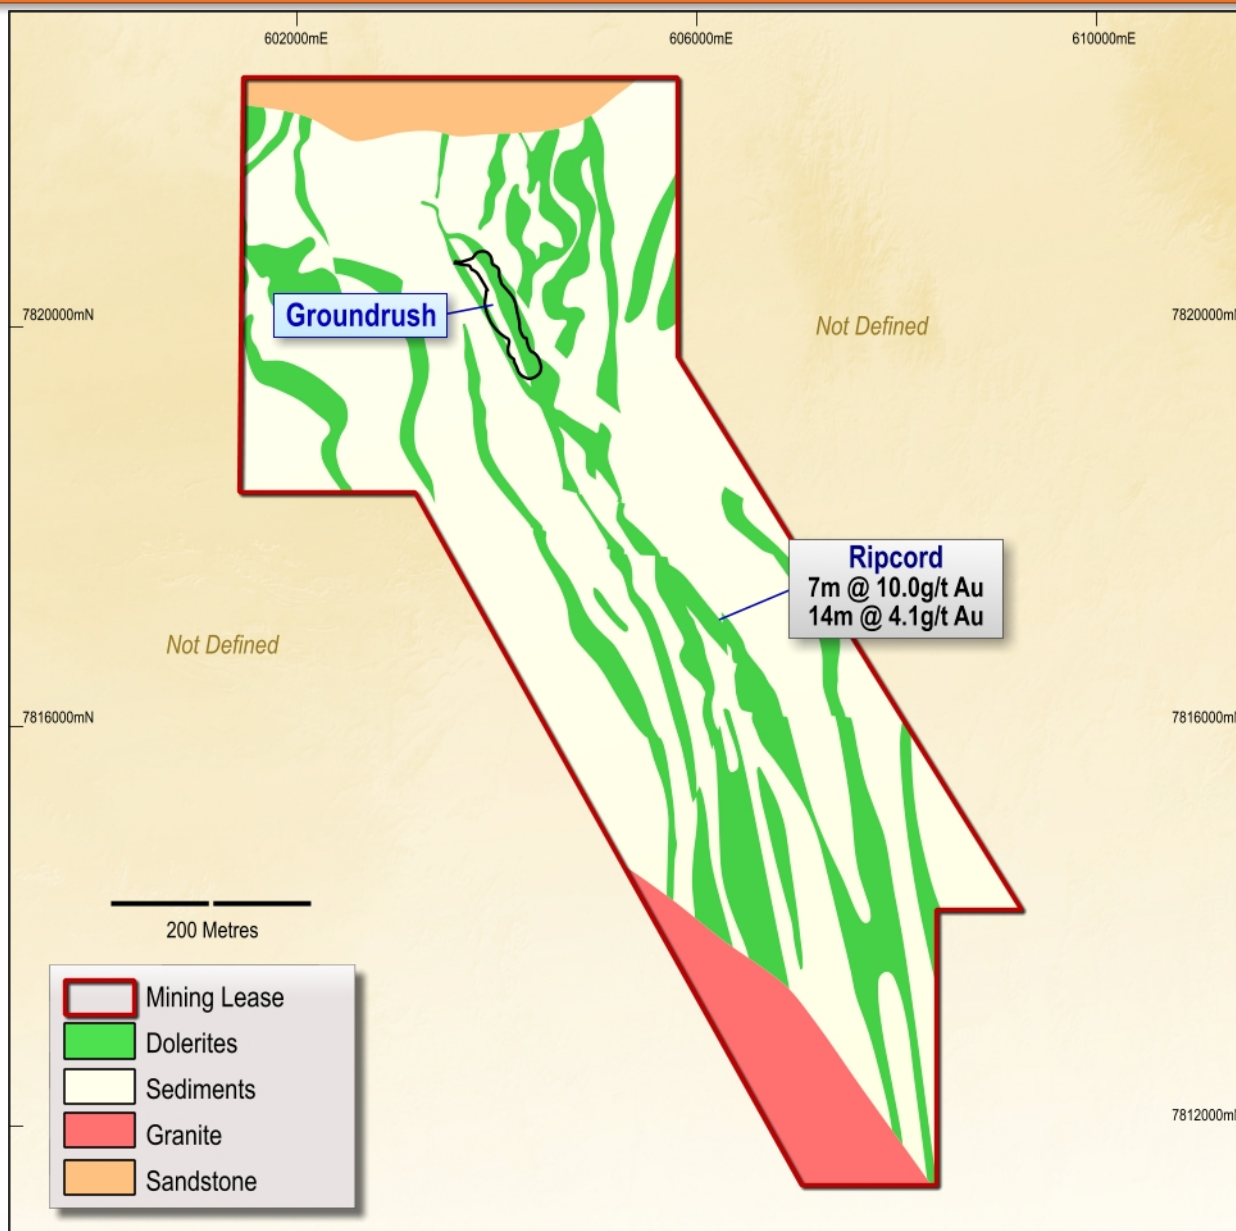 602000mE
606000mE
610000mE
7820000mN
Groundrush
Not Defined
7820000mN
Ripcord
7m @ 10.0g/t Au
14m @ 4.1g/t Au
Not Defined
7816000mN
7816000mN
200 Metres
Mining Lease
Dolerites
Sediments
Granite
Sandstone
7812000mN